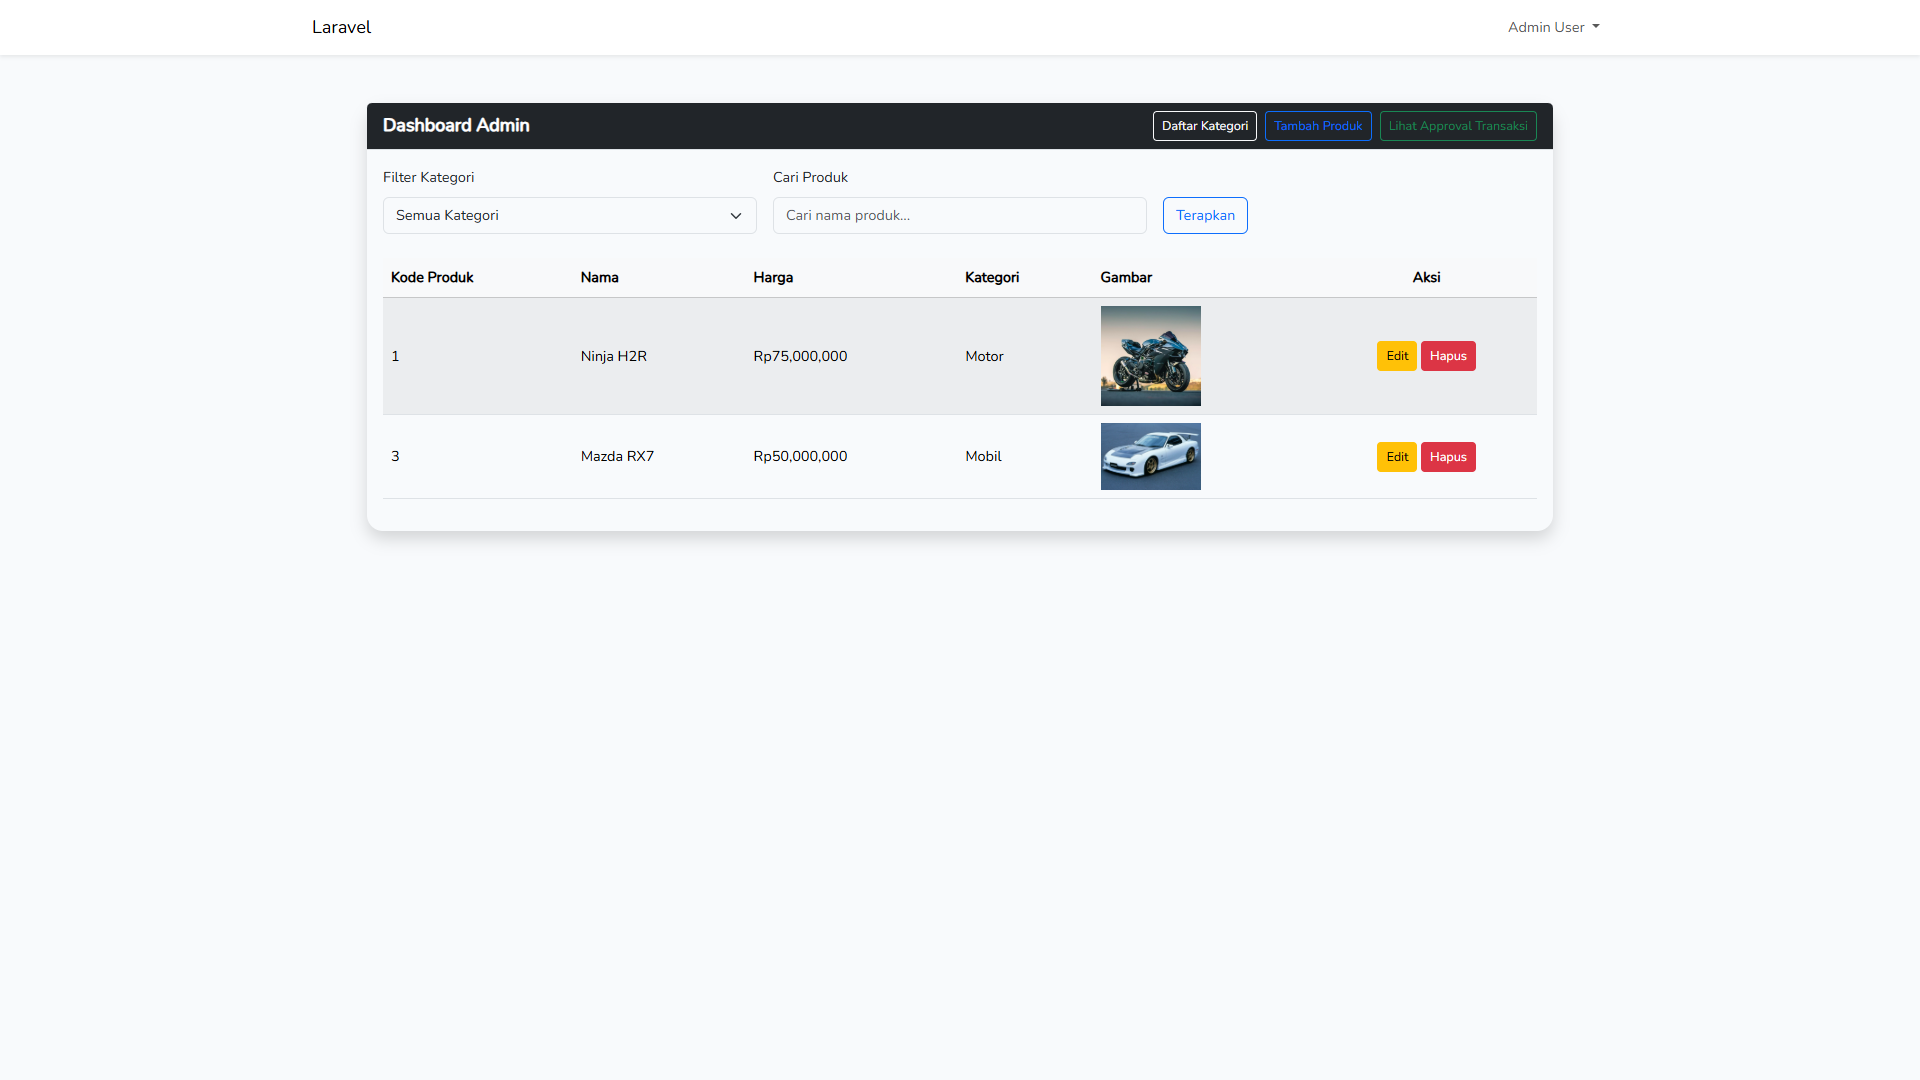 Laravel
Admin User
Dashboard Admin
Daftar Kategori
Tambah Produk
Lihat Approval Transaksi
Filter Kategori
Cari Produk
Semua Kategori
Cari nama produk...
Terapkan
Kode Produk Nama Harga Kategori Gambar Aksi
1 Ninja H2R Rp75,000,000 Motor Edit Hapus
3 Mazda RX7 Rp50,000,000 Mobil Edit Hapus